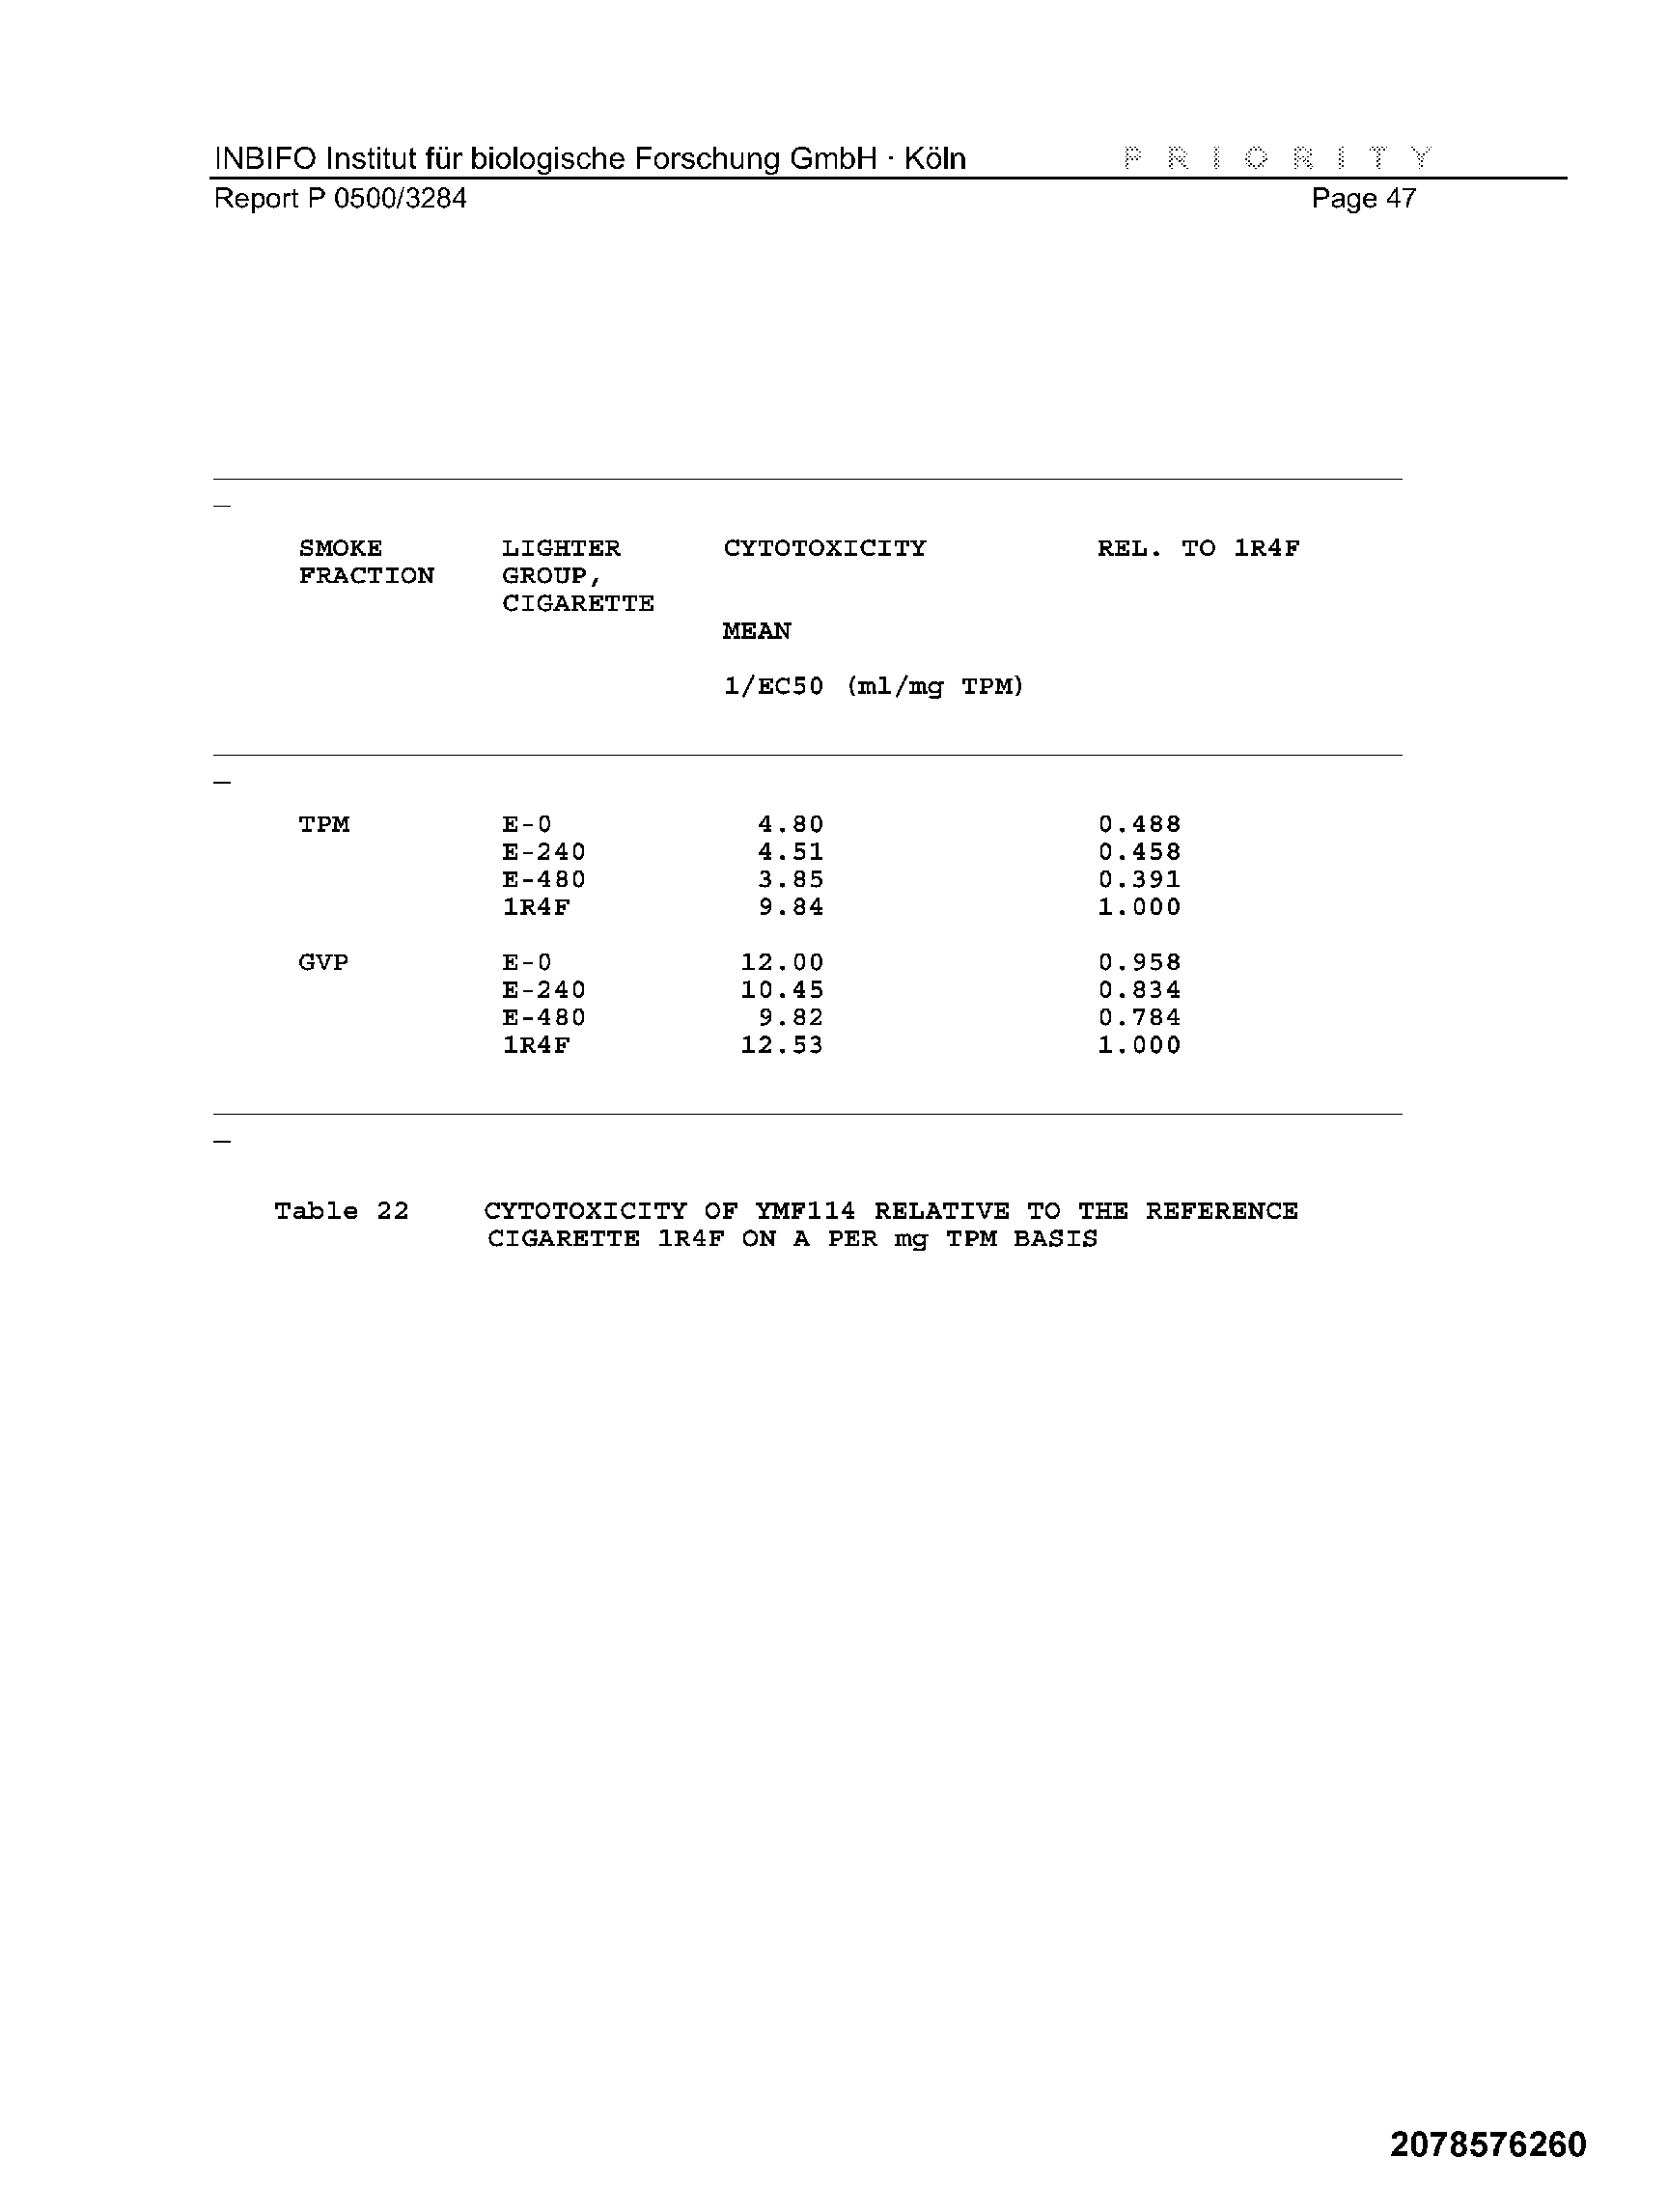 INBIFO Institut für biologische Forschung GmbH · Köln P R I O R I T Y
Report P 0500/3284 Page 47
SMOKE LIGHTER CYTOTOXICITY REL. TO 1R4F
FRACTION GROUP,
CIGARETTE
MEAN
1/EC50 (ml/mg TPM)
TPM E-0 4.80 0.488
E-240 4.51 0.458
E-480 3.85 0.391
1R4F 9.84 1.000
GVP E-0 12.00 0.958
E-240 10.45 0.834
E-480 9.82 0.784
1R4F 12.53 1.000
Table 22 CYTOTOXICITY OF YMF114 RELATIVE TO THE REFERENCE
CIGARETTE 1R4F ON A PER mg TPM BASIS
2078576260